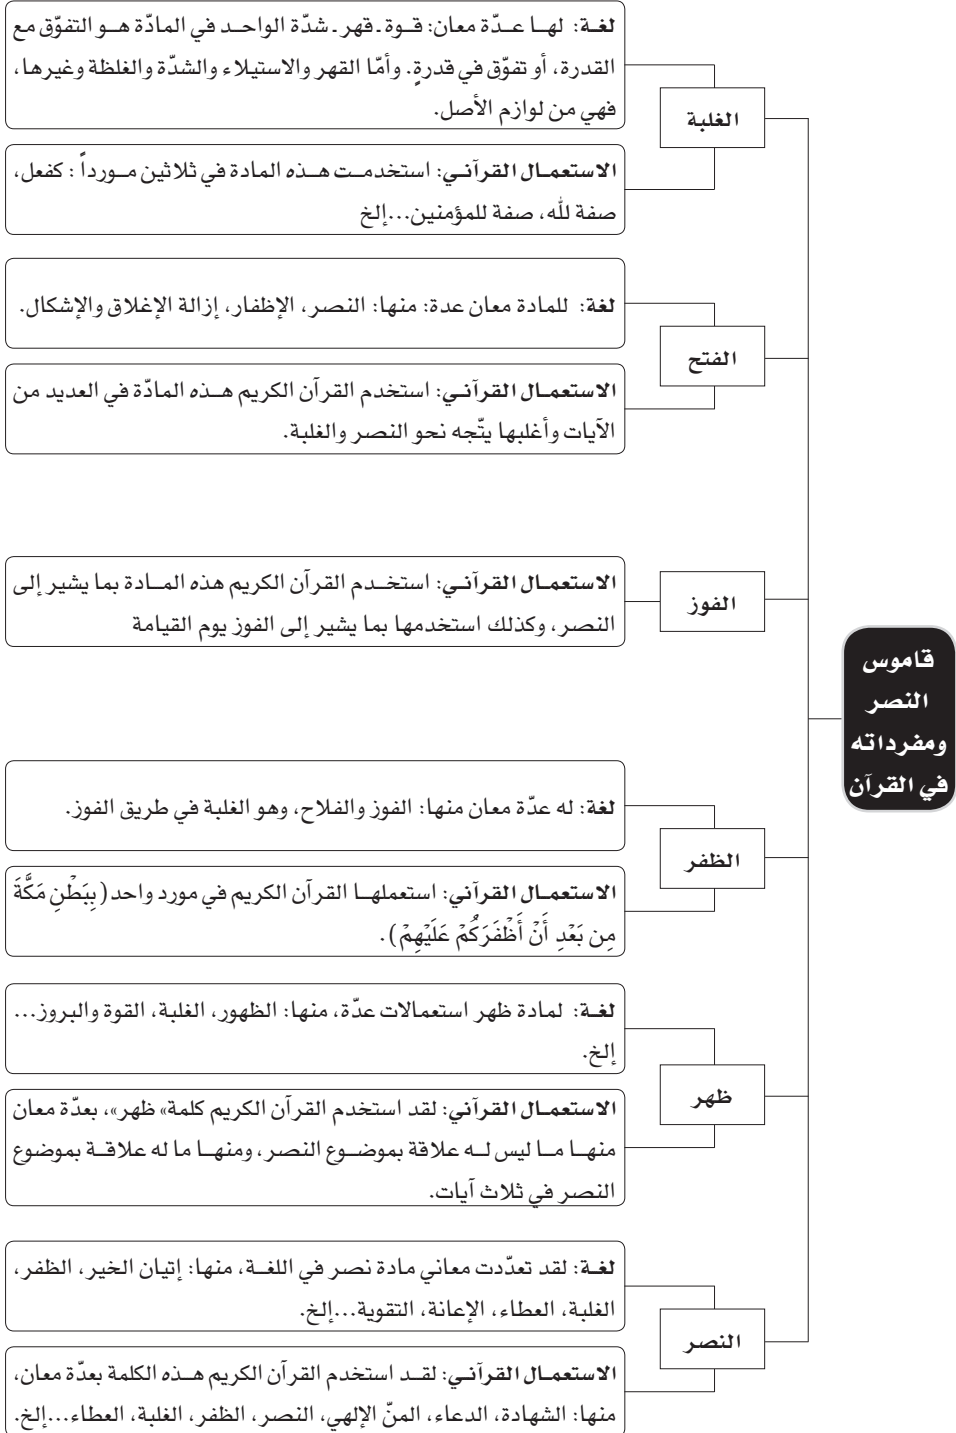 قاموس
النصر
ومفرداته
في القرآن
الغلبة
لغة: لها عدّة معان: قوة ـ قهر ـ شدّة الواحد في المادّة هو التفوّق مع
القدرة، أو تفوّق في قدرةٍ. وأمّا القهر والاستيلاء والشدّة والغلظة وغيرها،
فهي من لوازم الأصل.
الاستعمال القرآني: استخدمت هذه المادة في ثلاثين مورداً : كفعل،
صفة لله، صفة للمؤمنين...إلخ
الفتح
لغة: للمادة معان عدة: منها: النصر، الإظفار، إزالة الإغلاق والإشكال.
الاستعمال القرآني: استخدم القرآن الكريم هذه المادّة في العديد من
الآيات وأغلبها يتّجه نحو النصر والغلبة.
الفوز
الاستعمال القرآني: استخدم القرآن الكريم هذه المادة بما يشير إلى
النصر، وكذلك استخدمها بما يشير إلى الفوز يوم القيامة
الظفر
لغة: له عدّة معان منها: الفوز والفلاح، وهو الغلبة في طريق الفوز.
الاستعمال القرآني: استعملها القرآن الكريم في مورد واحد (بِبَطْنِ مَكَّةَ
مِن بَعْدِ أَنْ أَظْفَرَكُمْ عَلَيْهِمْ).
ظهر
لغة: لمادة ظهر استعمالات عدّة، منها: الظهور، الغلبة، القوة والبروز...
إلخ.
الاستعمال القرآني: لقد استخدم القرآن الكريم كلمة» ظهر»، بعدّة معان
منها ما ليس له علاقة بموضوع النصر، ومنها ما له علاقة بموضوع
النصر في ثلاث آيات.
النصر
لغة: لقد تعدّدت معاني مادة نصر في اللغة، منها: إتيان الخير، الظفر،
الغلبة، العطاء، الإعانة، التقوية...إلخ.
الاستعمال القرآني: لقد استخدم القرآن الكريم هذه الكلمة بعدّة معان،
منها: الشهادة، الدعاء، المنّ الإلهي، النصر، الظفر، الغلبة، العطاء...إلخ.